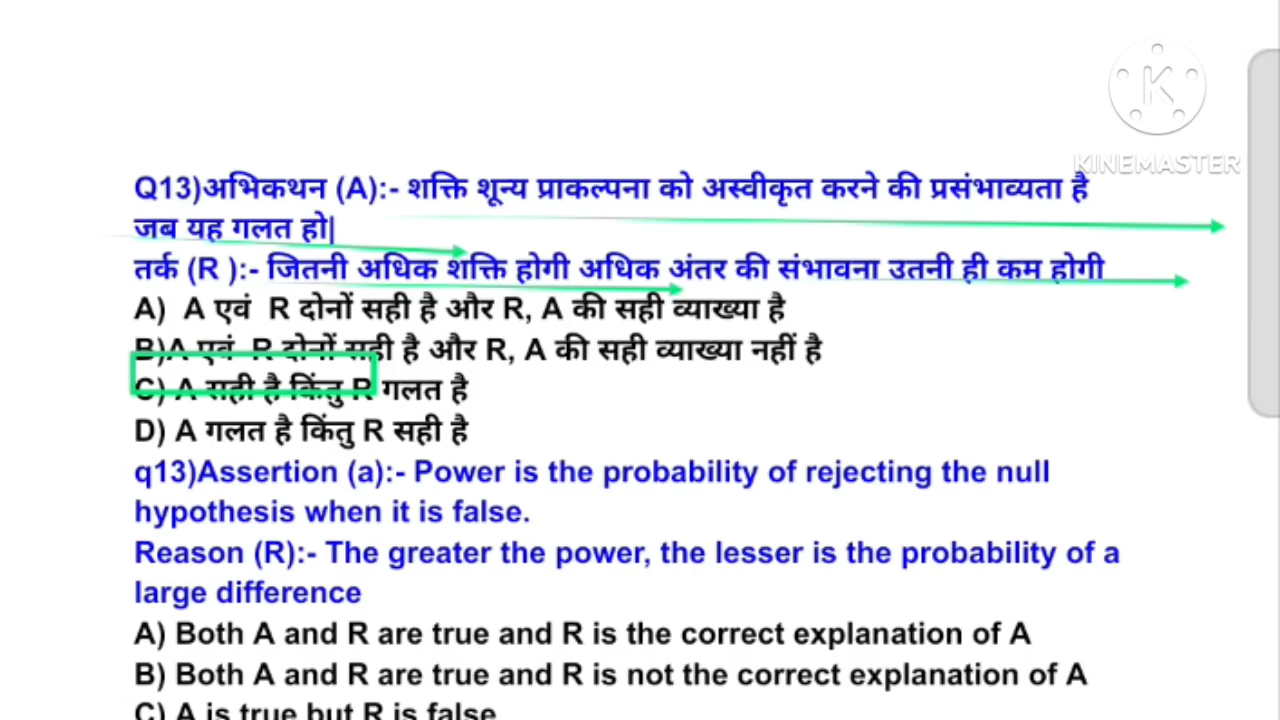 KINEMASTER
Q13)अभिकथन (A):- शक्ति शून्य प्राकल्पना को अस्वीकृत करने की प्रसंभाव्यता है
जब यह गलत हो|
तर्क (R ):- जितनी अधिक शक्ति होगी अधिक अंतर की संभावना उतनी ही कम होगी
A) A एवं R दोनों सही है और R, A की सही व्याख्या है
B)A एवं R दोनों सही है और R, A की सही व्याख्या नहीं है
C) A सही है किंतु R गलत है
D) A गलत है किंतु R सही है
q13)Assertion (a):- Power is the probability of rejecting the null
hypothesis when it is false.
Reason (R):- The greater the power, the lesser is the probability of a
large difference
A) Both A and R are true and R is the correct explanation of A
B) Both A and R are true and R is not the correct explanation of A
C) A is true but R is false